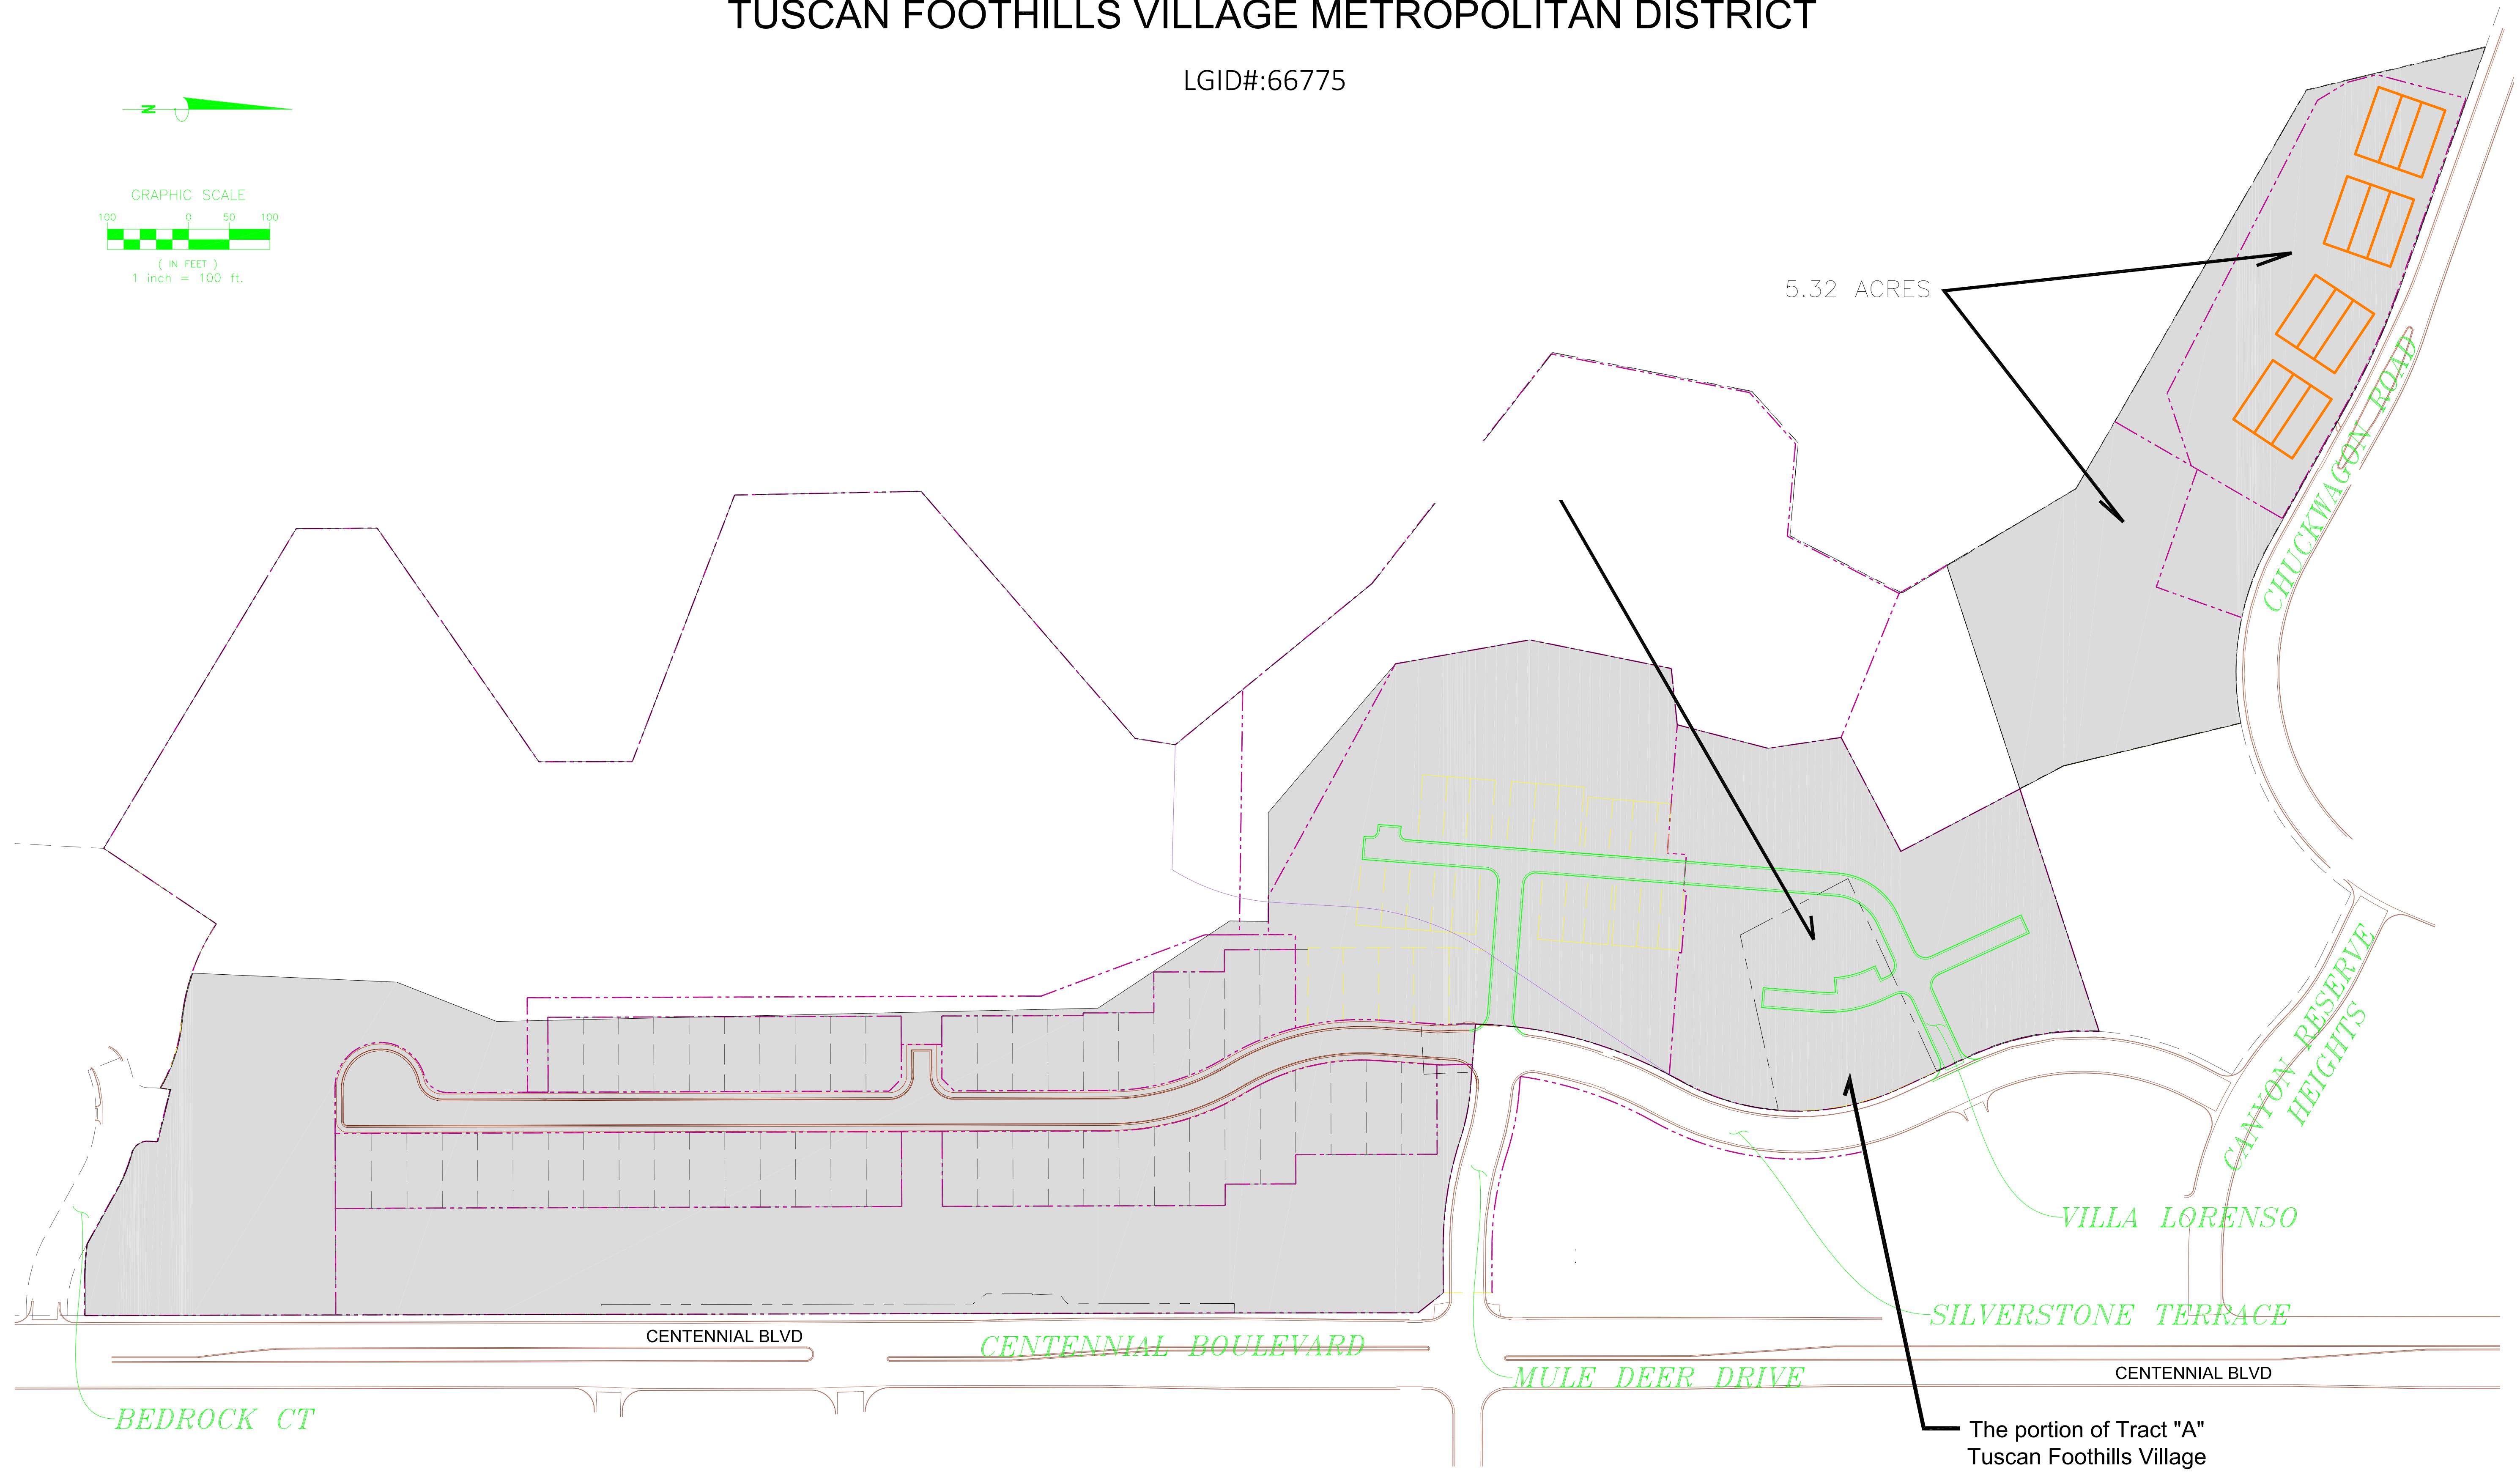 TUSCAN FOOTHILLS VILLAGE METROPOLITAN DISTRICT
LGID#:66775
N
GRAPHIC SCALE
100 0 50 100
( IN FEET )
1 inch = 100 ft.
5.32 ACRES
CHUCKWAGON ROAD
CANYON RESERVE
HEIGHTS
VILLA LORENSO
SILVERSTONE TERRACE
CENTENNIAL BLVD
CENTENNIAL BOULEVARD
MULE DEER DRIVE
CENTENNIAL BLVD
BEDROCK CT
The portion of Tract "A"
Tuscan Foothills Village